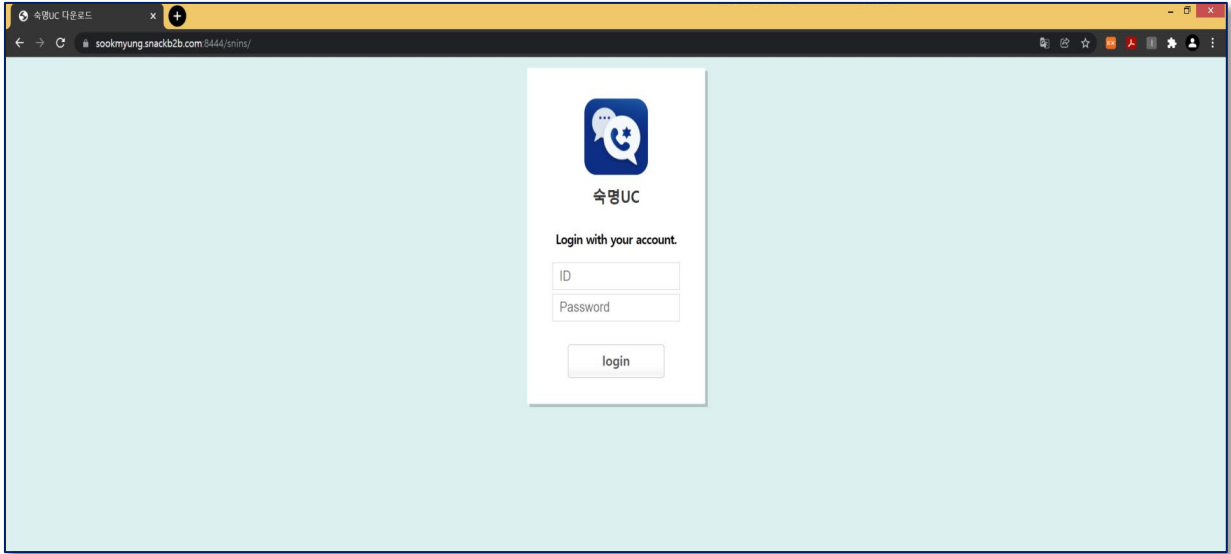 숙명UC 다운로드
sookmyung.snackb2b.com:8444/snins/
숙명UC
Login with your account.
ID
Password
login